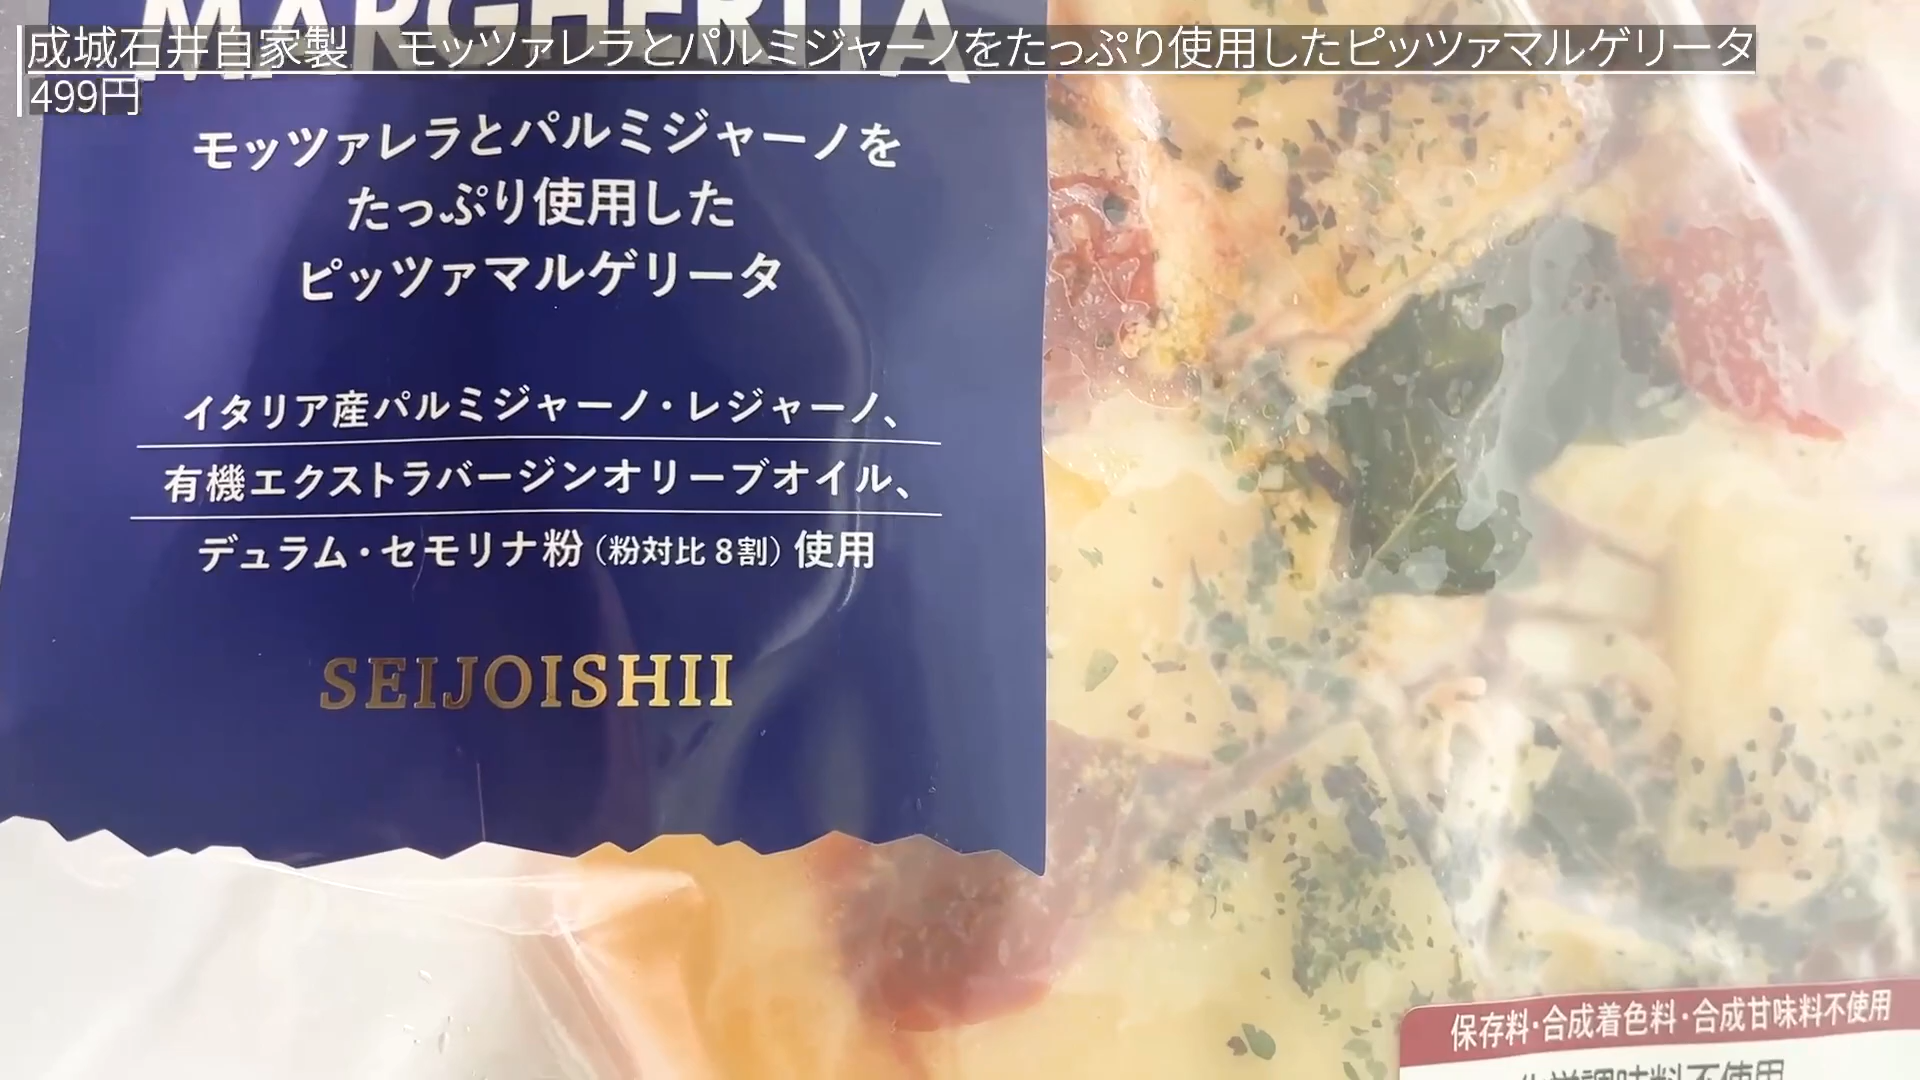 成城石井自家製　モッツァレラとパルミジャーノをたっぷり使用したピッツァマルゲリータ
499円
MARGHERITA
モッツァレラとパルミジャーノを
たっぷり使用した
ピッツァマルゲリータ
イタリア産パルミジャーノ・レジャーノ、
有機エクストラバージンオリーブオイル、
デュラム・セモリナ粉（粉対比8割）使用
SEIJOISHII
保存料・合成着色料・合成甘味料不使用